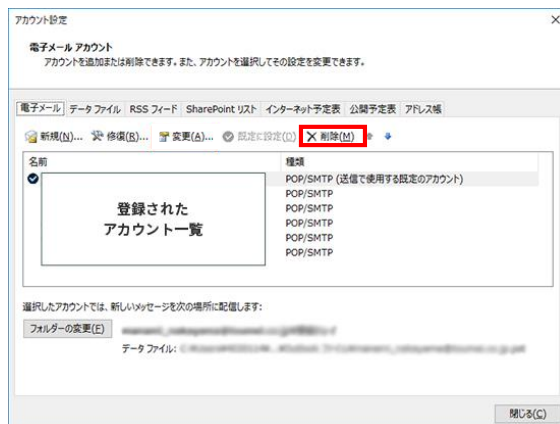 アカウント設定
電子メール アカウント
アカウントを追加または削除できます。また、アカウントを選択してその設定を変更できます。
電子メール データ ファイル RSS フィード SharePoint リスト インターネット予定表 公開予定表 アドレス帳
新規(N)... 修復(R)... 変更(A)... 既定に設定(D) 削除(M)
名前 種類
POP/SMTP (送信で使用する既定のアカウント)
POP/SMTP
POP/SMTP
POP/SMTP
POP/SMTP
POP/SMTP
登録された
アカウント一覧
選択したアカウントでは、新しいメッセージを次の場所に配信します:
フォルダーの変更(F)
データ ファイル:
閉じる(C)